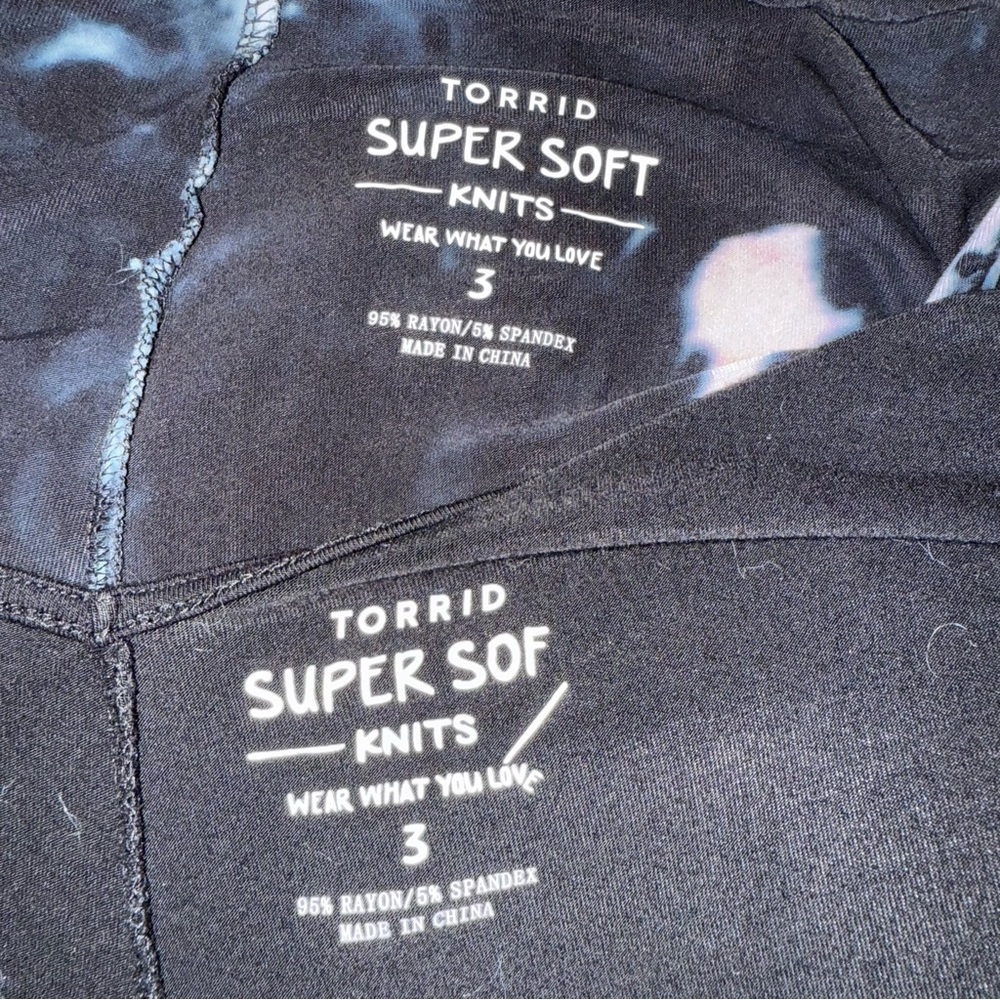 TORRID
SUPER SOFT
KNITS
WEAR WHAT YOU LOVE
3
95% RAYON/5% SPANDEX
MADE IN CHINA
TORRID
SUPER SOF
KNITS
WEAR WHAT YOU LOVE
3
95% RAYON/5% SPANDEX
MADE IN CHINA